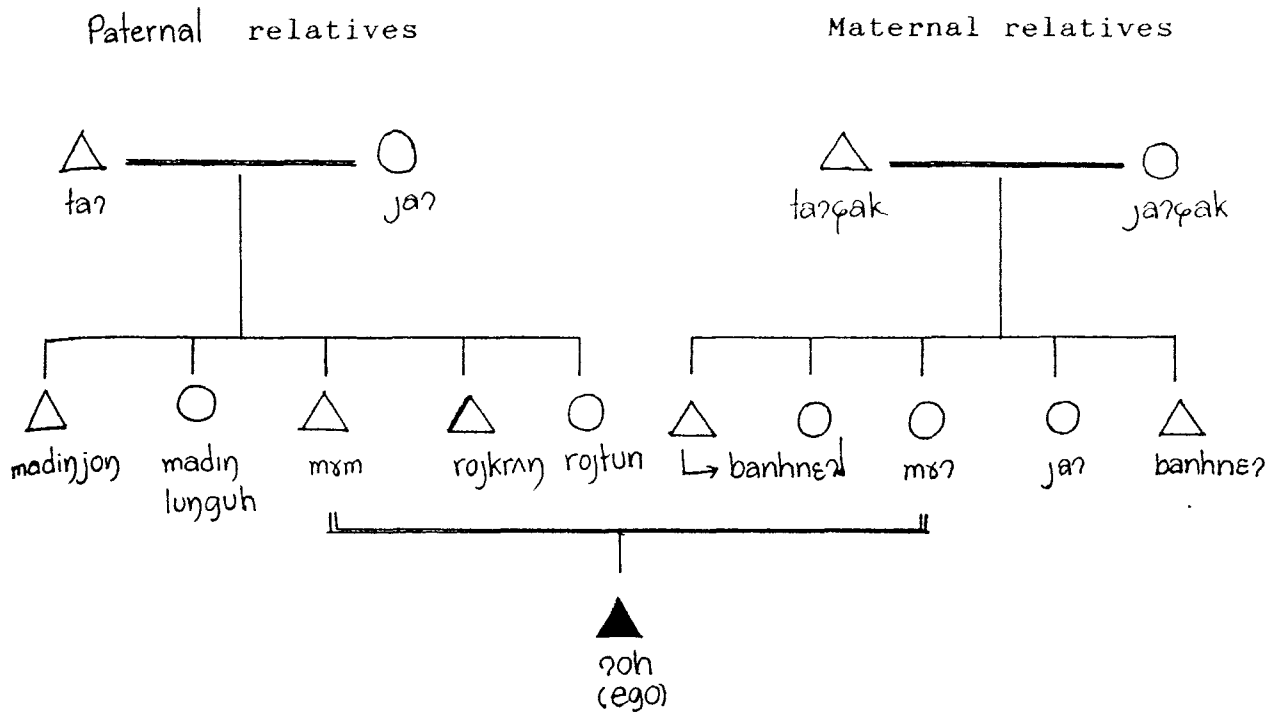 Paternal relatives Maternal relatives
taʔ ɟaʔ taʔɕak ɟaʔɕak
madiŋjoŋ madiŋ mɤm rojkrʌŋ rojtun banhnɛʔ mɤʔ ɟaʔ banhnɛʔ
luŋguh
ʔoh
(ego)